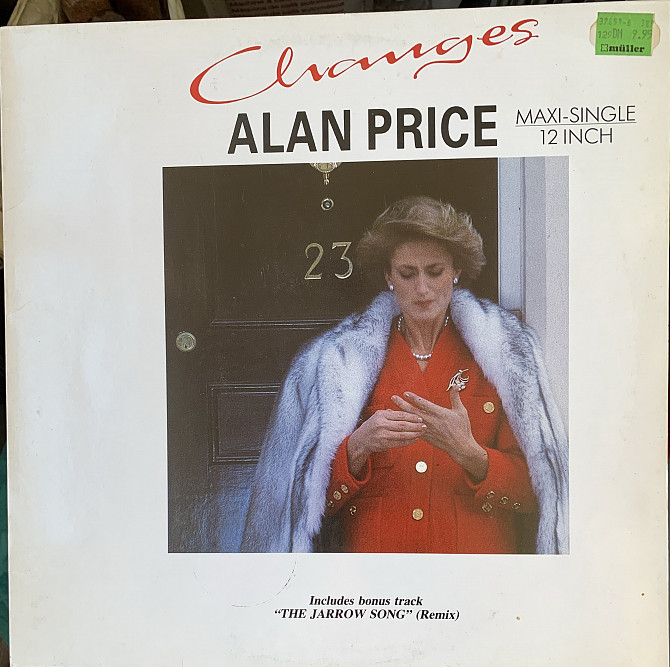 Changes
müller
ALAN PRICE
MAXI-SINGLE
12 INCH
23
Includes bonus track
“THE JARROW SONG” (Remix)